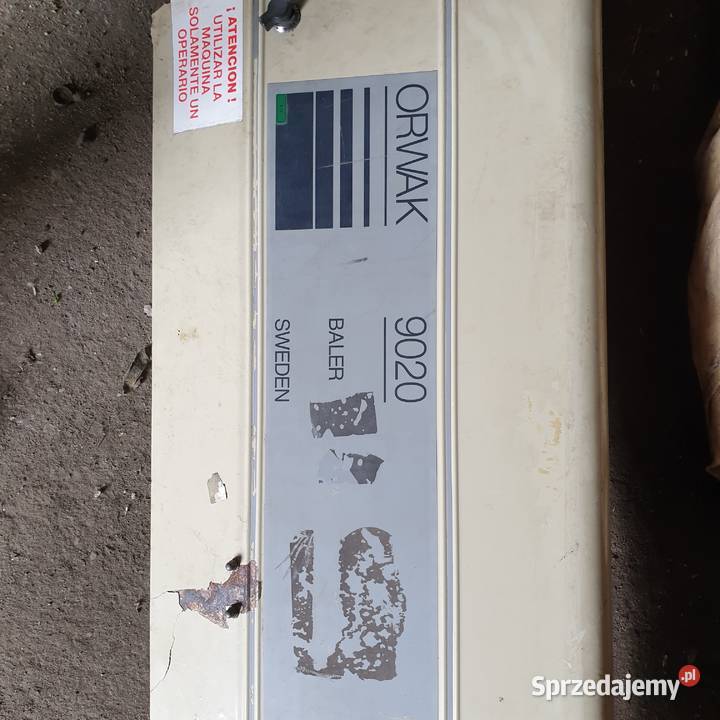 ¡ ATENCION !
UTILIZAR LA
MAQUINA
SOLAMENTE UN
OPERARIO
ORWAK
9020
BALER
SWEDEN
Sprzedajemy.pl